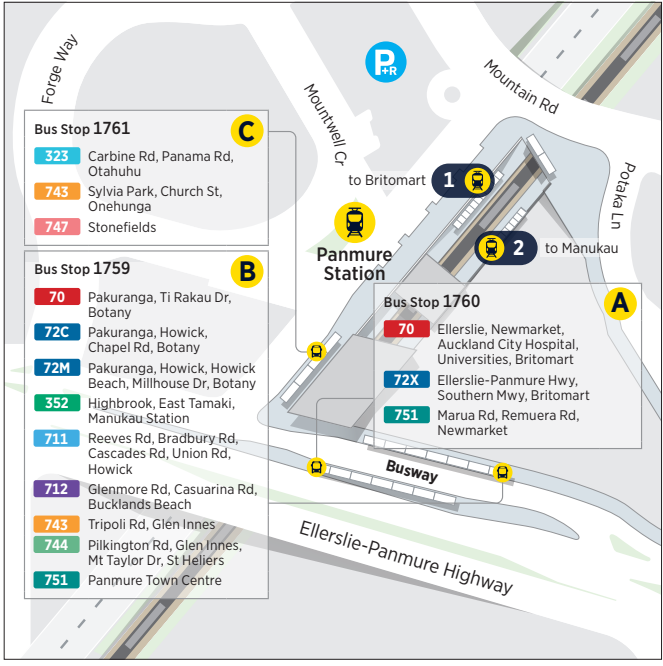 Forge Way
Mountwell Cr
P+R
Mountain Rd
Potaka Ln
Bus Stop 1761
C
323 Carbine Rd, Panama Rd,
Otahuhu
743 Sylvia Park, Church St,
Onehunga
747 Stonefields
to Britomart 1
2 to Manukau
Panmure
Station
Bus Stop 1759
B
70 Pakuranga, Ti Rakau Dr,
Botany
72C Pakuranga, Howick,
Chapel Rd, Botany
72M Pakuranga, Howick, Howick
Beach, Millhouse Dr, Botany
352 Highbrook, East Tamaki,
Manukau Station
711 Reeves Rd, Bradbury Rd,
Cascades Rd, Union Rd,
Howick
712 Glenmore Rd, Casuarina Rd,
Bucklands Beach
743 Tripoli Rd, Glen Innes
744 Pilkington Rd, Glen Innes,
Mt Taylor Dr, St Heliers
751 Panmure Town Centre
Bus Stop 1760
A
70 Ellerslie, Newmarket,
Auckland City Hospital,
Universities, Britomart
72X Ellerslie-Panmure Hwy,
Southern Mwy, Britomart
751 Marua Rd, Remuera Rd,
Newmarket
Busway
Ellerslie-Panmure Highway